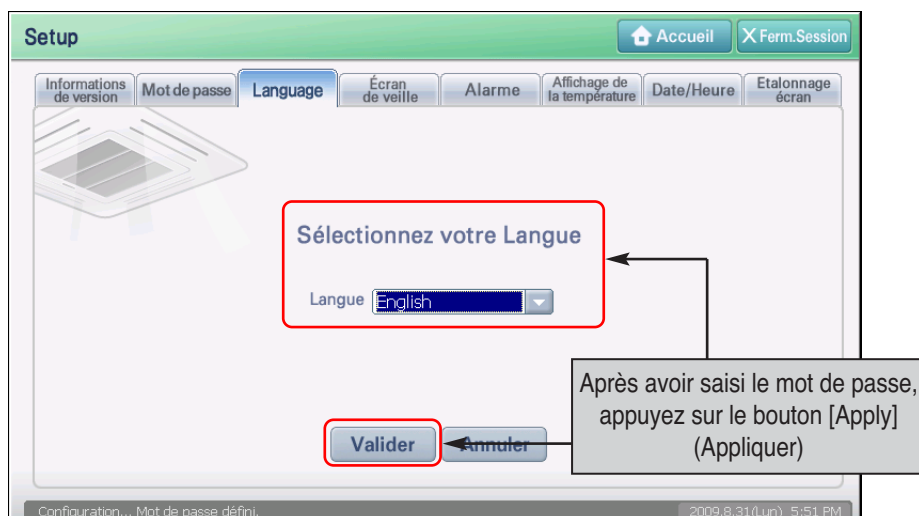 Setup
Accueil
X Ferm.Session
Informations
de version
Mot de passe
Language
Écran
de veille
Alarme
Affichage de
la température
Date/Heure
Etalonnage
écran
Sélectionnez votre Langue
Langue English
Après avoir saisi le mot de passe,
appuyez sur le bouton [Apply]
(Appliquer)
Valider
Annuler
Configuration... Mot de passe défini.
2009.8.31(Lun) 5:51 PM